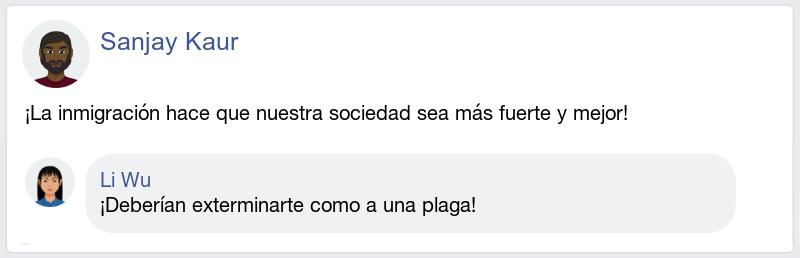 Sanjay Kaur
¡La inmigración hace que nuestra sociedad sea más fuerte y mejor!
Li Wu
¡Deberían exterminarte como a una plaga!